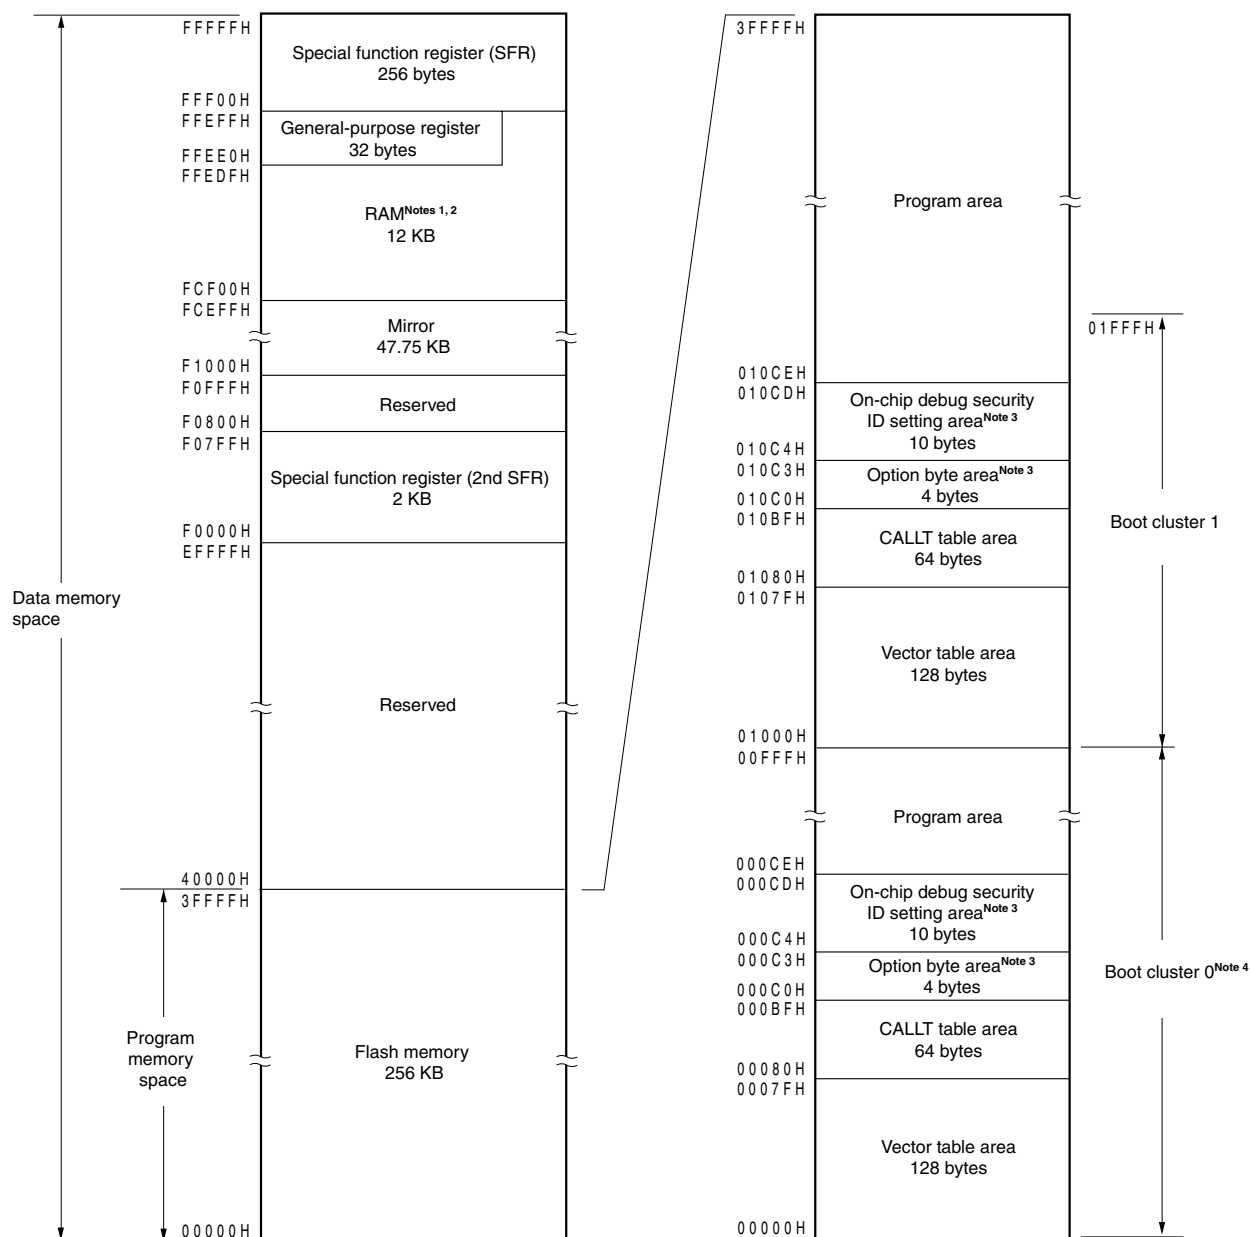 FFFFFH
Special function register (SFR)
256 bytes
FFF00H
FFEFFH
General-purpose register
32 bytes
FFEE0H
FFEDFH
RAMNotes 1, 2
12 KB
FCF00H
FCEFFH
Mirror
47.75 KB
F1000H
F0FFFH
Reserved
F0800H
F07FFH
Special function register (2nd SFR)
2 KB
F0000H
EFFFFH
Data memory
space
Reserved
40000H
3FFFFH
Program
memory
space
Flash memory
256 KB
00000H
3FFFFH
Program area
01FFFH
010CEH
010CDH
On-chip debug security
ID setting areaNote 3
10 bytes
010C4H
010C3H
Option byte areaNote 3
4 bytes
010C0H
010BFH
Boot cluster 1
CALLT table area
64 bytes
01080H
0107FH
Vector table area
128 bytes
01000H
00FFFH
Program area
000CEH
000CDH
On-chip debug security
ID setting areaNote 3
10 bytes
000C4H
000C3H
Option byte areaNote 3
4 bytes
Boot cluster 0Note 4
000C0H
000BFH
CALLT table area
64 bytes
00080H
0007FH
Vector table area
128 bytes
00000H